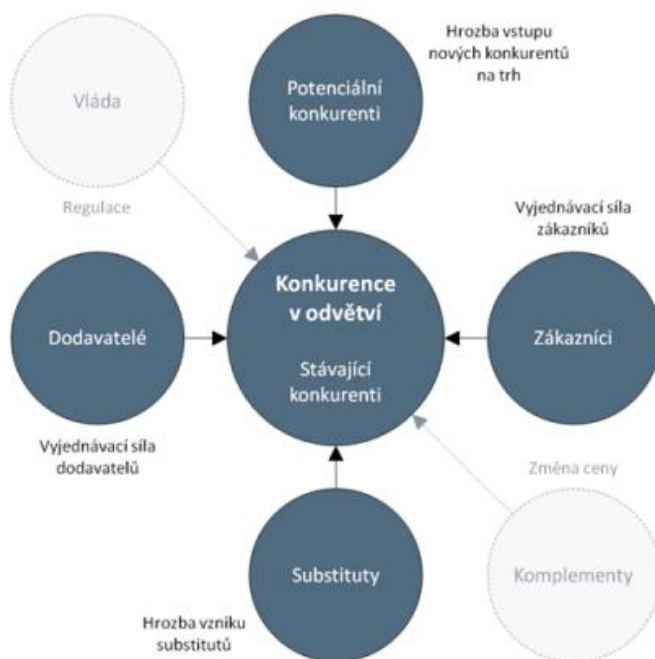 Hrozba vstupu
nových konkurentů
na trh
Potenciální
konkurenti
Vláda
Regulace
Vyjednávací síla
zákazníků
Konkurence
v odvětví
Stávající
konkurenti
Dodavatelé
Zákazníci
Vyjednávací síla
dodavatelů
Změna ceny
Substituty
Komplementy
Hrozba vzniku
substitutů